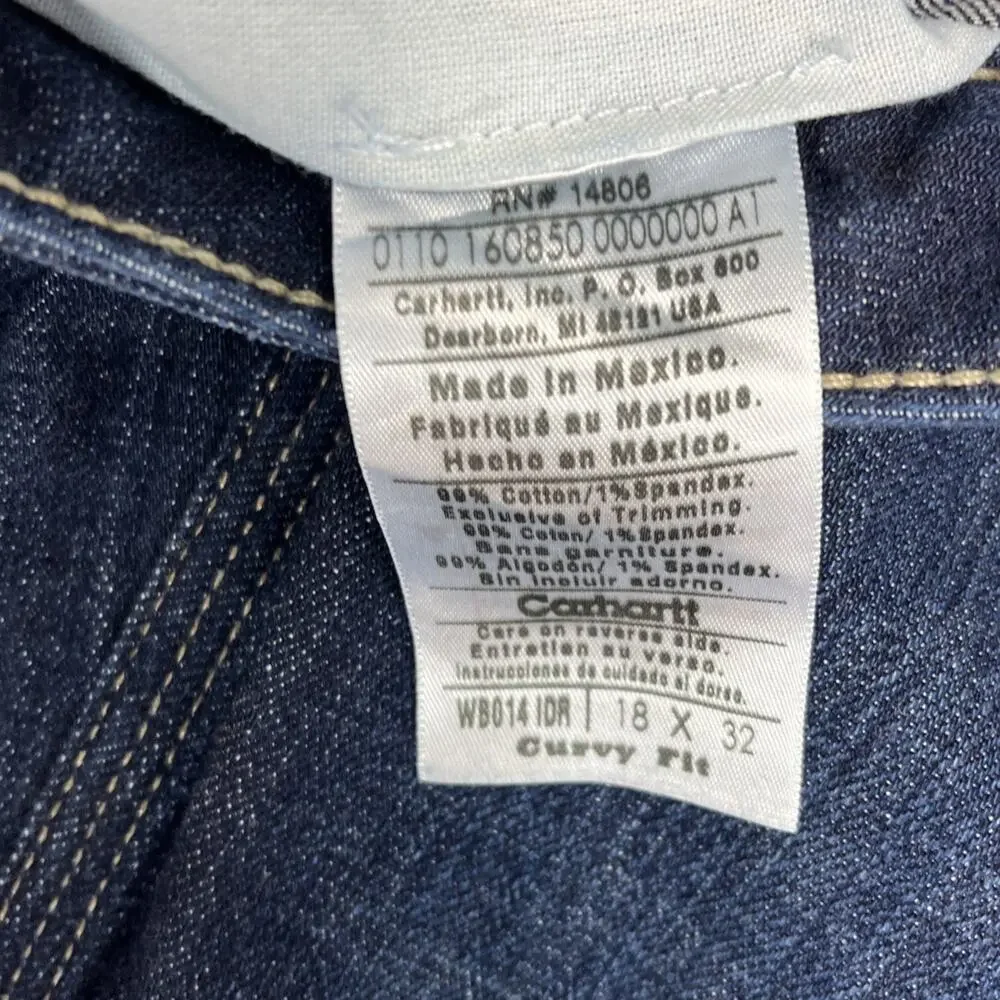 RN# 14806
0110 160850 0000000 A1
Carhartt, Inc. P. O. Box 600
Dearborn, MI 48121 USA
Made in Mexico.
Fabriqué au Mexique.
Hecho en México.
99% Cotton/1%Spandex.
Exclusive of Trimming.
99% Coton/ 1%Spandex.
Sans garniture.
99% Algodón/ 1% Spandex.
Sin incluir adorno.
Carhartt
Care on reverse side.
Entretien au verso.
Instrucciones de cuidado al dorso.
WB014 IDR | 18 X 32
Curvy Fit